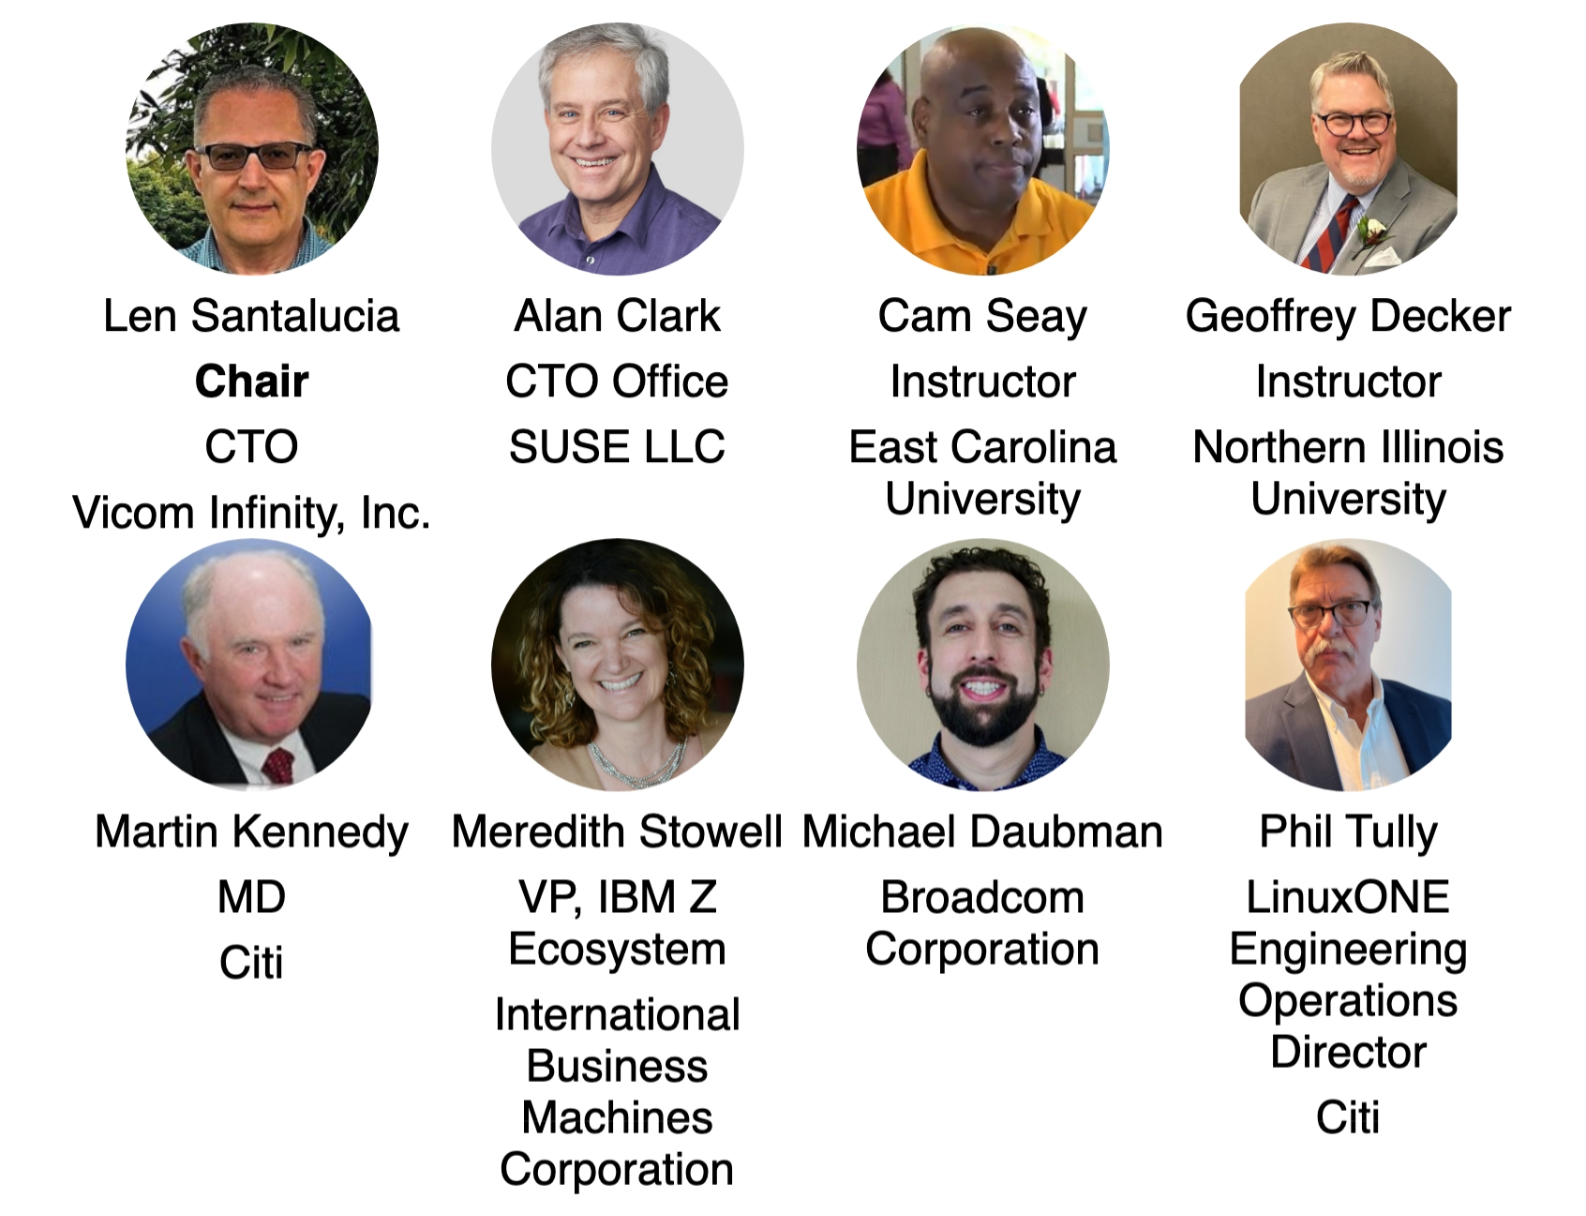 Len Santalucia
Chair
CTO
Vicom Infinity, Inc.
Alan Clark
CTO Office
SUSE LLC
Cam Seay
Instructor
East Carolina
University
Geoffrey Decker
Instructor
Northern Illinois
University
Martin Kennedy
MD
Citi
Meredith Stowell
VP, IBM Z
Ecosystem
International
Business
Machines
Corporation
Michael Daubman
Broadcom
Corporation
Phil Tully
LinuxONE
Engineering
Operations
Director
Citi